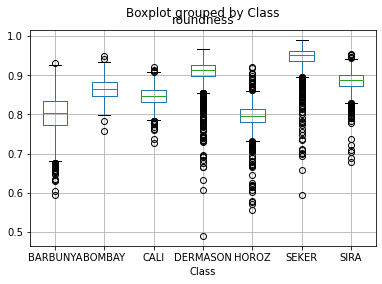 Boxplot grouped by Class
roundness
1.0
0.9
0.8
0.7
0.6
0.5
BARBUNYA BOMBAY CALI DERMASON HOROZ SEKER SIRA
Class